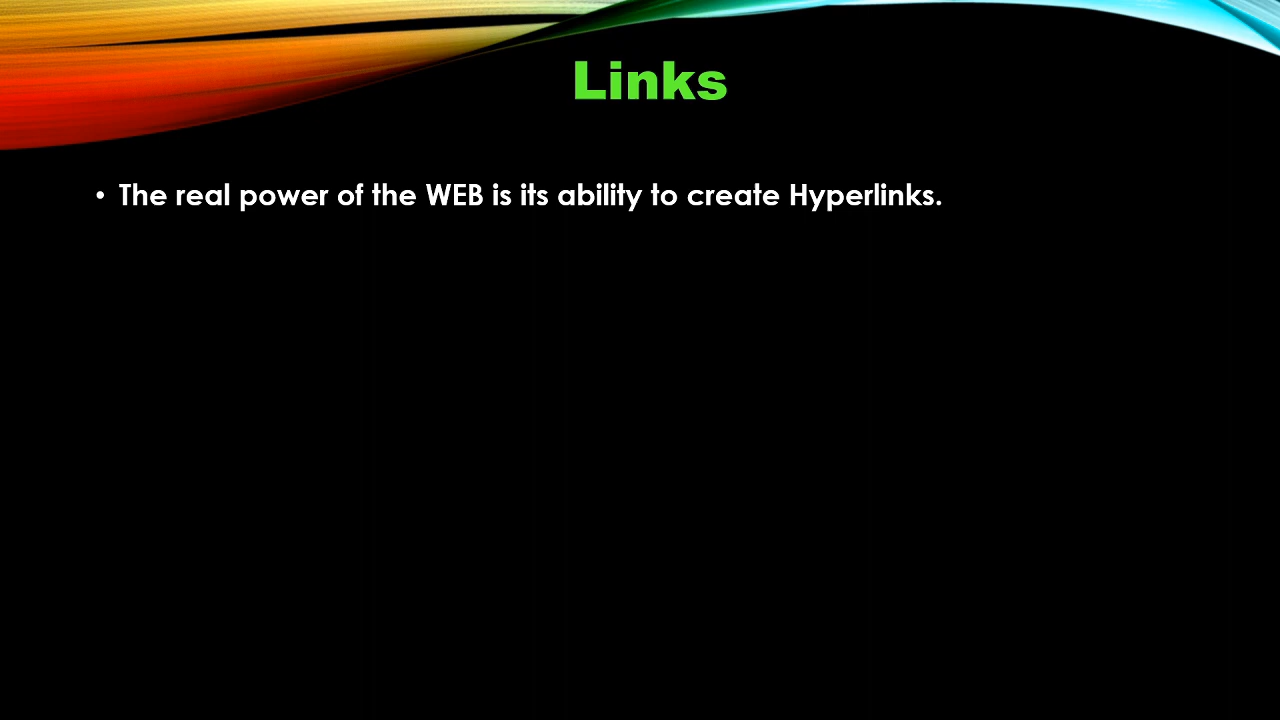 Links
• The real power of the WEB is its ability to create Hyperlinks.